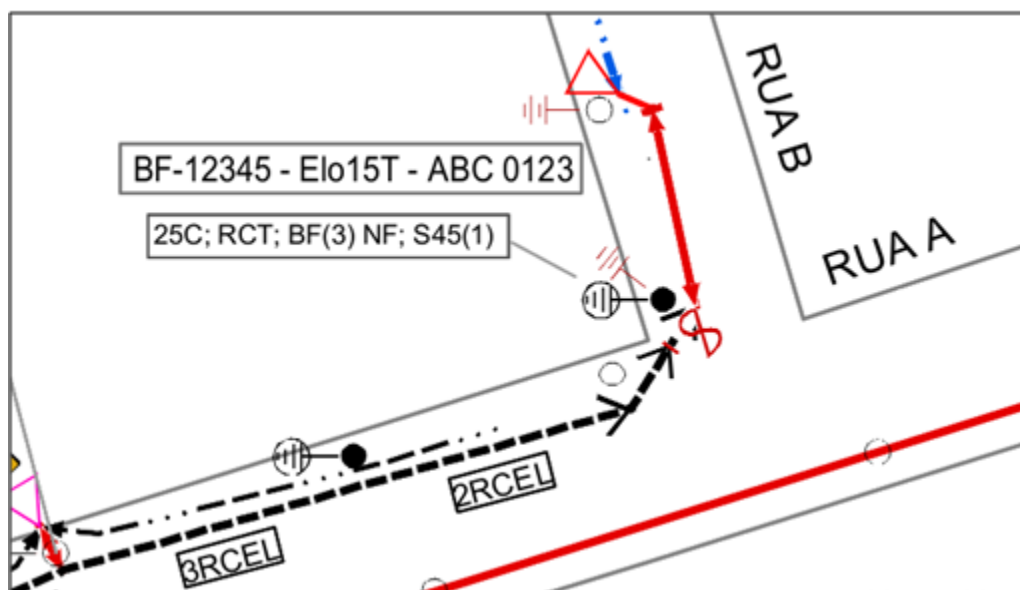 RUA B
BF-12345 - Elo15T - ABC 0123
25C; RCT; BF(3) NF; S45(1)
RUA A
2RCEL
3RCEL